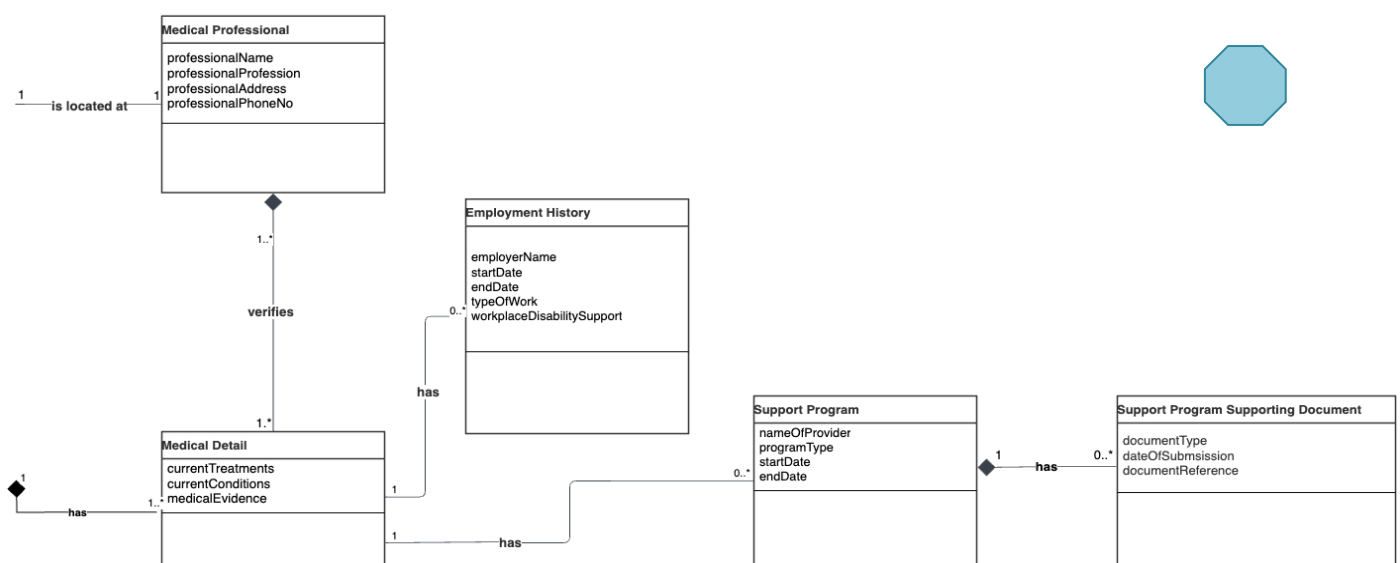 Medical Professional
professionalName
professionalProfession
professionalAddress
professionalPhoneNo
1
is located at
1
1..*
verifies
1..*
Employment History
employerName
startDate
endDate
typeOfWork
workplaceDisabilitySupport
0..*
has
1
Medical Detail
currentTreatments
currentConditions
medicalEvidence
1
has
1..*
1
has
0..*
Support Program
nameOfProvider
programType
startDate
endDate
1
has
0..*
Support Program Supporting Document
documentType
dateOfSubmsission
documentReference